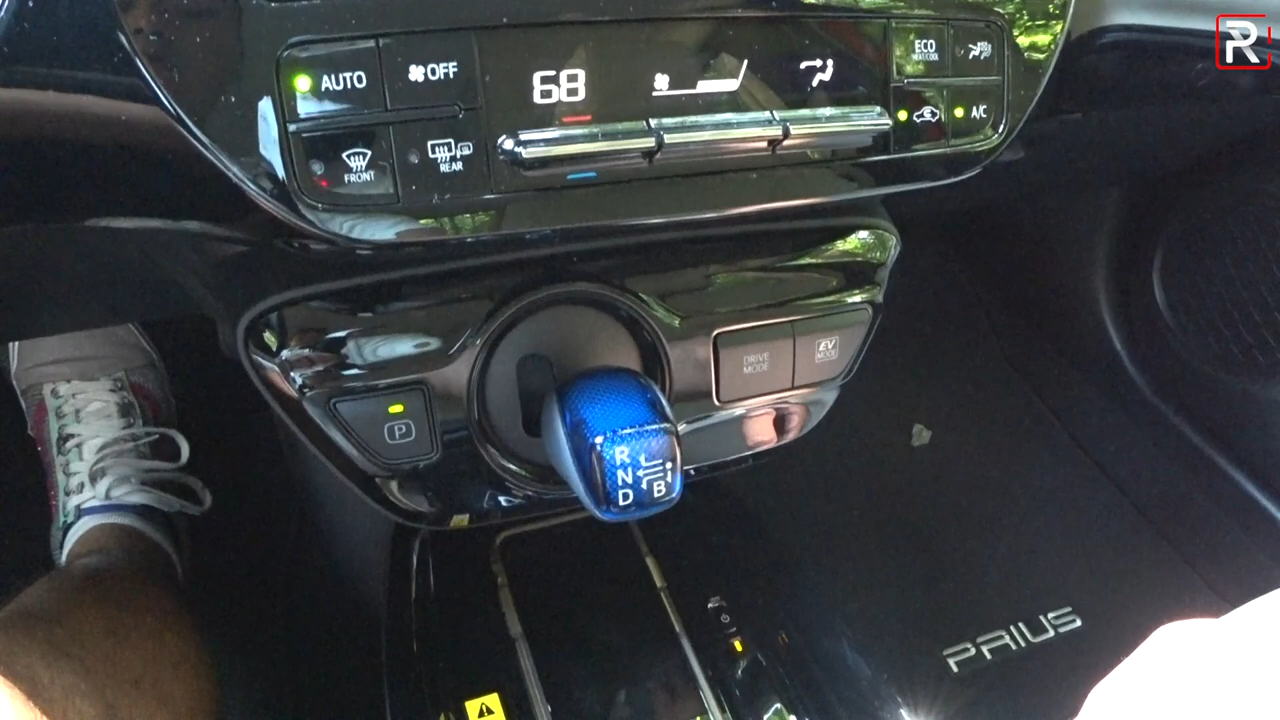 AUTO
OFF
68
ECO
HEAT/COOL
FRONT
REAR
A/C
DRIVE
MODE
EV
MODE
P
R
N
D
B
PRIUS
R